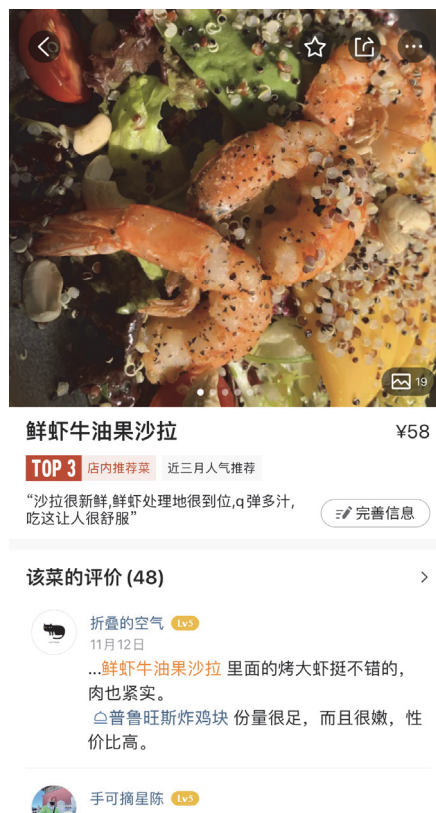 19
鲜虾牛油果沙拉
¥58
TOP 3 店内推荐菜 近三月人气推荐
“沙拉很新鲜,鲜虾处理地很到位,q弹多汁,
吃这让人很舒服”
完善信息
该菜的评价 (48)
折叠的空气 Lv5
11月12日
...鲜虾牛油果沙拉 里面的烤大虾挺不错的，
肉也紧实。
普鲁旺斯炸鸡块 份量很足，而且很嫩，性
价比高。
手可摘星陈 Lv5